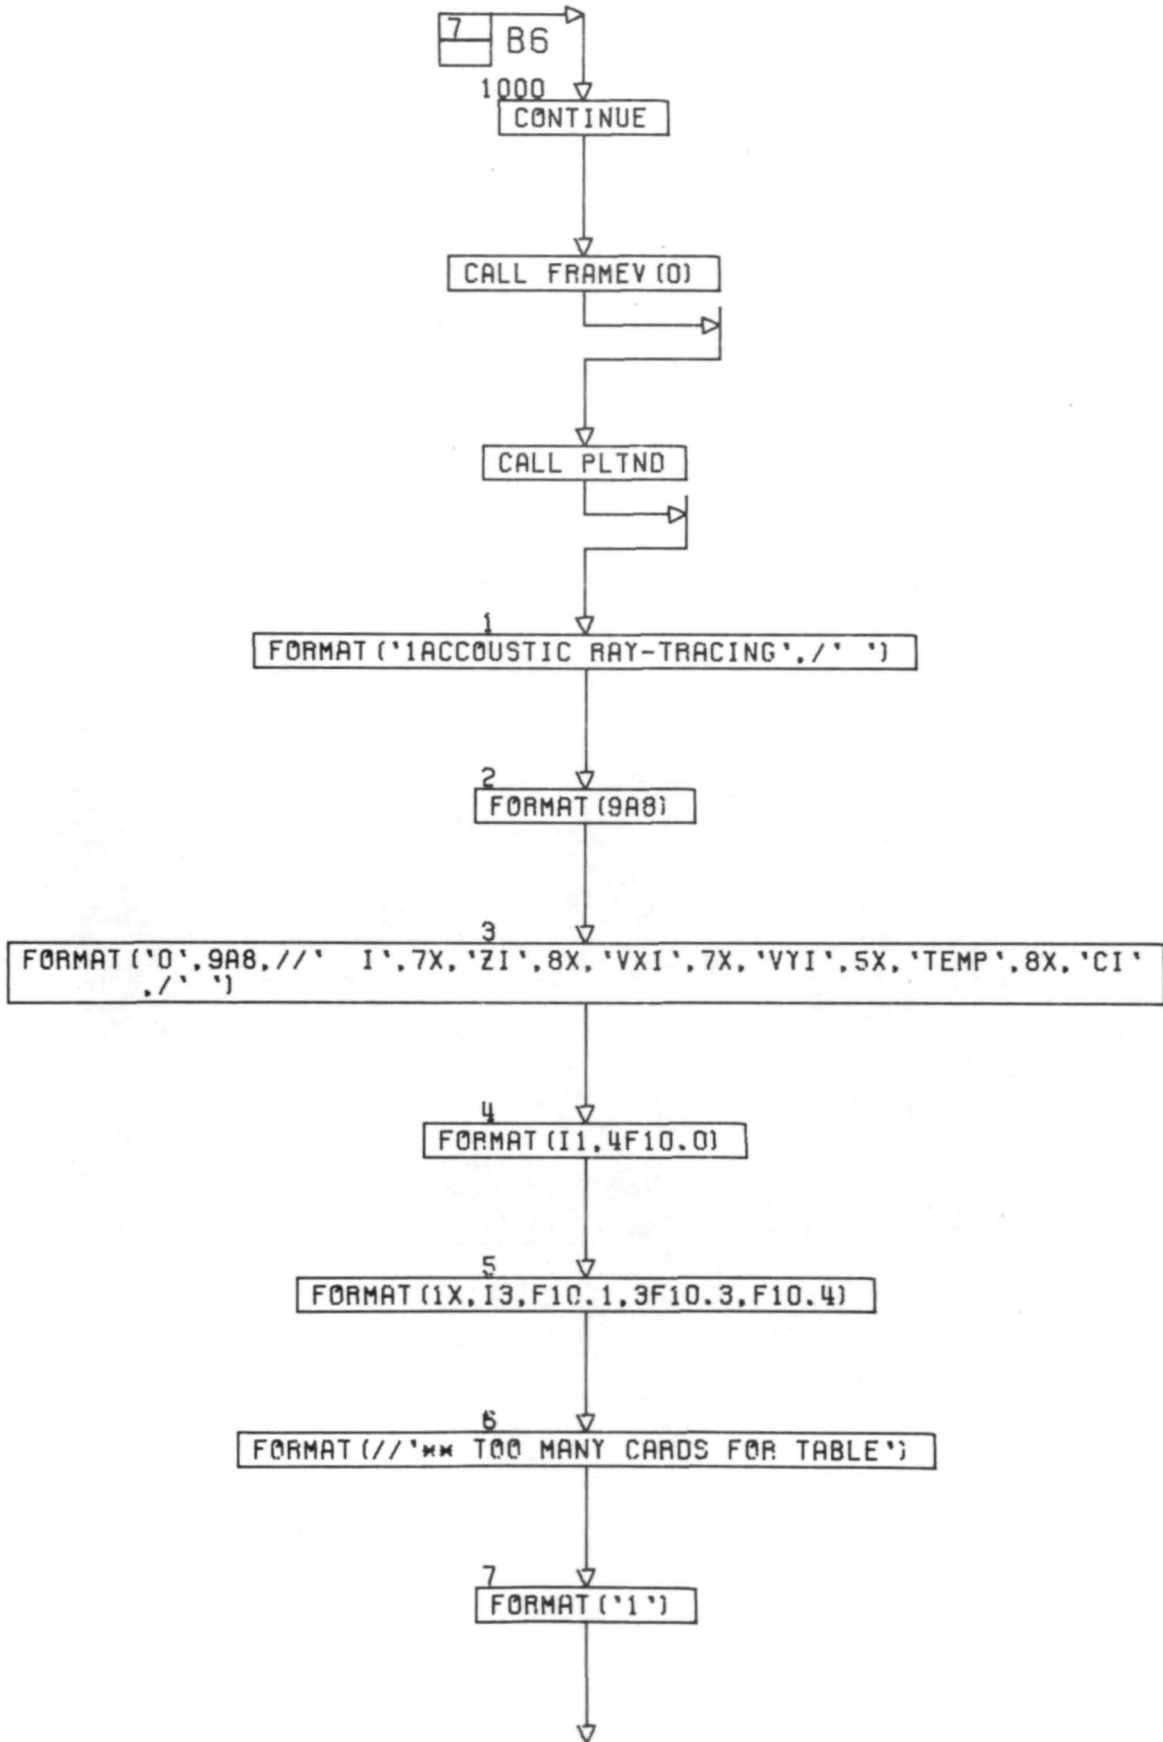 7 B6
1000
CONTINUE
CALL FRAMEV(0)
CALL PLTND
1
FORMAT('1ACCOUSTIC RAY-TRACING',/' ')
2
FORMAT(9A8)
3
FORMAT('0',9A8,//'  I',7X,'ZI',8X,'VXI',7X,'VYI',5X,'TEMP',8X,'CI'
,/' ')
4
FORMAT(I1,4F10.0)
5
FORMAT(1X,I3,F10.1,3F10.3,F10.4)
6
FORMAT(//'** TOO MANY CARDS FOR TABLE')
7
FORMAT('1')